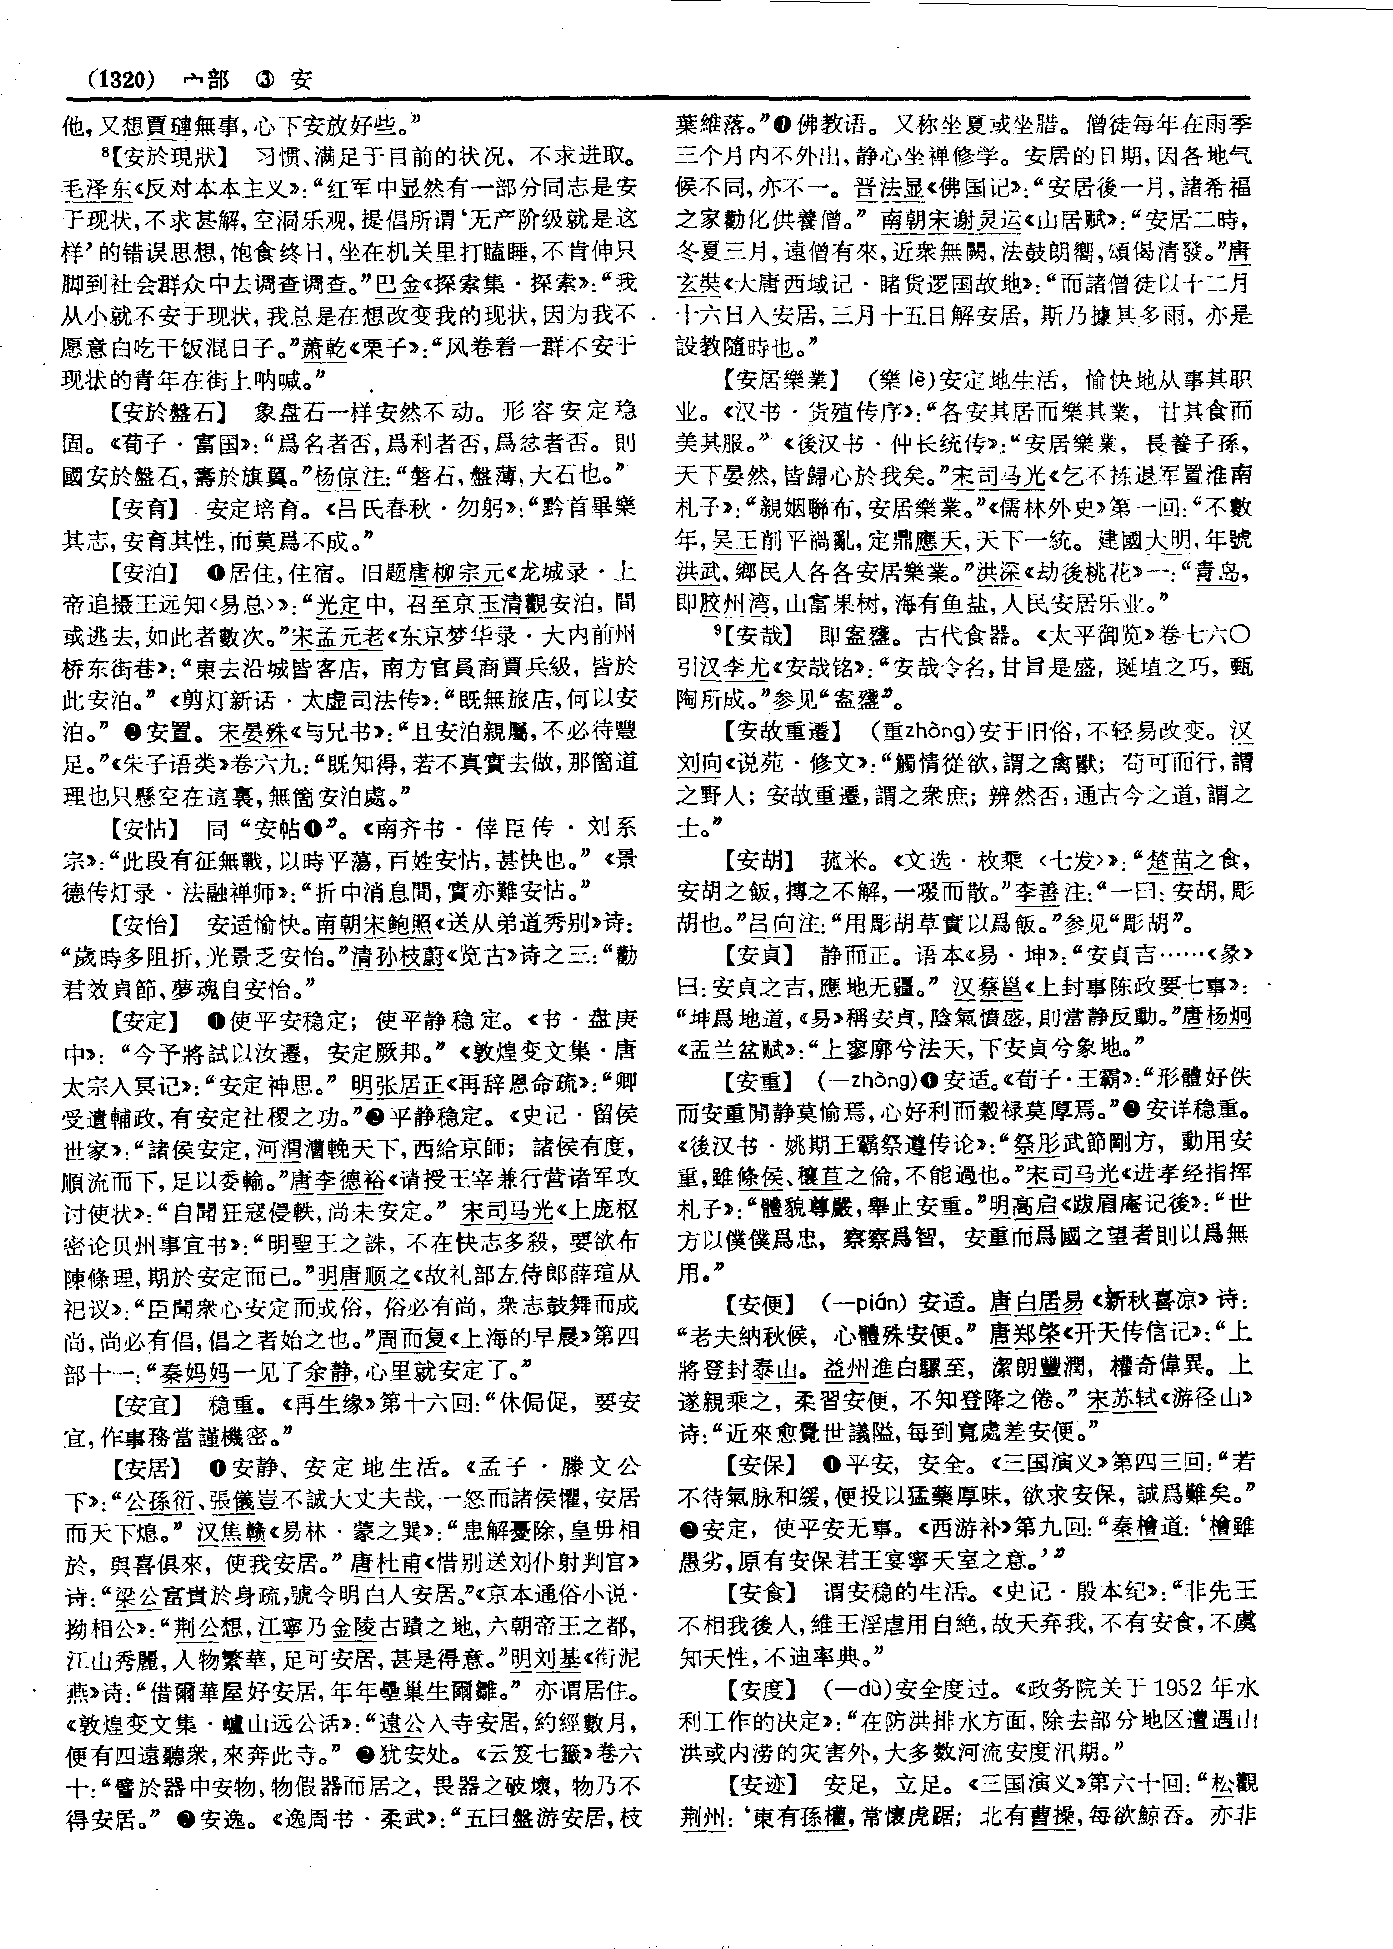 (1320) 宀部 ③ 安
他，又想賈璉無事，心下安放好些。”
⁸【安於現狀】 习惯、满足于目前的状况，不求进取。
毛泽东《反对本本主义》：“红军中显然有一部分同志是安
于现状，不求甚解，空洞乐观，提倡所谓‘无产阶级就是这
样’的错误思想，饱食终日，坐在机关里打瞌睡，不肯伸只
脚到社会群众中去调查调查。”巴金《探索集·探索》：“我
从小就不安于现状，我总是在想改变我的现状，因为我不
愿意白吃干饭混日子。”萧乾《栗子》：“风卷着一群不安于
现状的青年在街上呐喊。”
【安於盤石】 象盘石一样安然不动。形容安定稳
固。《荀子·富国》：“爲名者否，爲利者否，爲忿者否。則
國安於盤石，壽於旗翼。”杨倞注：“磐石，盤薄，大石也。”
【安育】 安定培育。《吕氏春秋·勿躬》：“黔首畢樂
其志，安育其性，而莫爲不成。”
【安泊】 ❶居住，住宿。旧题唐柳宗元《龙城录·上
帝追摄王远知〈易总〉》：“光定中，召至京玉清觀安泊，間
或逃去，如此者數次。”宋孟元老《东京梦华录·大内前州
桥东街巷》：“東去沿城皆客店，南方官員商賈兵級，皆於
此安泊。”《剪灯新话·太虚司法传》：“既無旅店，何以安
泊。”❷安置。宋晏殊《与兄书》：“且安泊親屬，不必待豐
足。”《朱子语类》卷六九：“既知得，若不真實去做，那箇道
理也只懸空在這裏，無箇安泊處。”
【安怗】 同“安帖❶”。《南齐书·倖臣传·刘系
宗》：“此段有征無戰，以時平蕩，百姓安怗，甚快也。”《景
德传灯录·法融禅师》：“折中消息間，實亦難安怗。”
【安怡】 安适愉快。南朝宋鲍照《送从弟道秀别》诗：
“歲時多阻折，光景乏安怡。”清孙枝蔚《览古》诗之三：“勸
君效貞節，夢魂自安怡。”
【安定】 ❶使平安稳定；使平静稳定。《书·盘庚
中》：“今予將試以汝遷，安定厥邦。”《敦煌变文集·唐
太宗入冥记》：“安定神思。”明张居正《再辞恩命疏》：“卿
受遺輔政，有安定社稷之功。”❷平静稳定。《史记·留侯
世家》：“諸侯安定，河渭漕輓天下，西給京師；諸侯有度，
順流而下，足以委輸。”唐李德裕《请授王宰兼行营诸军攻
讨使状》：“自聞狂寇侵軼，尚未安定。”宋司马光《上庞枢
密论贝州事宜书》：“明聖王之誅，不在快志多殺，要欲布
陳條理，期於安定而已。”明唐顺之《故礼部左侍郎薛瑄从
祀议》：“臣聞衆心安定而成俗，俗必有尚，衆志鼓舞而成
尚，尚必有倡，倡之者始之也。”周而复《上海的早晨》第四
部十一：“秦妈妈一见了余静，心里就安定了。”
【安宜】 稳重。《再生缘》第十六回：“休侷促，要安
宜，作事務當謹機密。”
【安居】 ❶安静、安定地生活。《孟子·滕文公
下》：“公孫衍、張儀豈不誠大丈夫哉，一怒而諸侯懼，安居
而天下熄。”汉焦赣《易林·蒙之巽》：“患解憂除，皇毋相
於，與喜俱來，使我安居。”唐杜甫《惜别送刘仆射判官》
诗：“梁公富貴於身疏，號令明白人安居。”《京本通俗小说·
拗相公》：“荆公想，江寧乃金陵古蹟之地，六朝帝王之都，
江山秀麗，人物繁華，足可安居，甚是得意。”明刘基《衔泥
燕》诗：“借爾華屋好安居，年年壘巢生爾雛。”亦谓居住。
《敦煌变文集·廬山远公话》：“遠公入寺安居，約經數月，
便有四遠聽衆，來奔此寺。”❷犹安处。《云笈七籤》卷六
十：“譬於器中安物，物假器而居之，畏器之破壞，物乃不
得安居。”❸安逸。《逸周书·柔武》：“五曰盤游安居，枝
葉維落。”❹佛教语。又称坐夏或坐腊。僧徒每年在雨季
三个月内不外出，静心坐禅修学。安居的日期，因各地气
候不同，亦不一。晋法显《佛国记》：“安居後一月，諸希福
之家勸化供養僧。”南朝宋谢灵运《山居赋》：“安居二時，
冬夏三月，遠僧有來，近衆無闕，法鼓朗響，頌偈清發。”唐
玄奘《大唐西域记·睹货逻国故地》：“而諸僧徒以十二月
十六日入安居，三月十五日解安居，斯乃據其多雨，亦是
設教隨時也。”
【安居樂業】 (樂 lè)安定地生活，愉快地从事其职
业。《汉书·货殖传序》：“各安其居而樂其業，甘其食而
美其服。”《後汉书·仲长统传》：“安居樂業，長養子孫，
天下晏然，皆歸心於我矣。”宋司马光《乞不拣退军置淮南
札子》：“親姻聯布，安居樂業。”《儒林外史》第一回：“不數
年，吴王削平禍亂，定鼎應天，天下一統。建國大明，年號
洪武，鄉民人各各安居樂業。”洪深《劫後桃花》一：“青岛，
即胶州湾，山富果树，海有鱼盐，人民安居乐业。”
⁹【安哉】 即盇𥂝。古代食器。《太平御览》卷七六〇
引汉李尤《安哉铭》：“安哉令名，甘旨是盛，埏埴之巧，甄
陶所成。”参见“盇𥂝”。
【安故重遷】 (重zhòng)安于旧俗，不轻易改变。汉
刘向《说苑·修文》：“觸情從欲，謂之禽獸；苟可而行，謂
之野人；安故重遷，謂之衆庶；辨然否，通古今之道，謂之
士。”
【安胡】 菰米。《文选·枚乘〈七发〉》：“楚苗之食，
安胡之飯，摶之不解，一啜而散。”李善注：“一曰：安胡，彫
胡也。”吕向注：“用彫胡草實以爲飯。”参见“彫胡”。
【安貞】 静而正。语本《易·坤》：“安貞吉……《彖》
曰：安貞之吉，應地无疆。”汉蔡邕《上封事陈政要七事》：
“坤爲地道，《易》稱安貞，陰氣憤盛，則當静反動。”唐杨炯
《盂兰盆赋》：“上寥廓兮法天，下安貞兮象地。”
【安重】 (—zhòng)❶安适。《荀子·王霸》：“形體好佚
而安重閒静莫愉焉，心好利而穀禄莫厚焉。”❷安详稳重。
《後汉书·姚期王霸祭遵传论》：“祭肜武節剛方，動用安
重，雖條侯、穰苴之倫，不能過也。”宋司马光《进孝经指挥
札子》：“體貌尊嚴，舉止安重。”明高启《跋眉庵记後》：“世
方以僕僕爲忠，察察爲智，安重而爲國之望者則以爲無
用。”
【安便】 (—pián) 安适。唐白居易《新秋喜凉》诗：
“老夫納秋候，心體殊安便。”唐郑棨《开天传信记》：“上
將登封泰山。益州進白騾至，潔朗豐潤，權奇偉異。上
遂親乘之，柔習安便，不知登降之倦。”宋苏轼《游径山》
诗：“近來愈覺世議隘，每到寬處差安便。”
【安保】 ❶平安，安全。《三国演义》第四三回：“若
不待氣脉和缓，便投以猛藥厚味，欲求安保，誠爲難矣。”
❷安定，使平安无事。《西游补》第九回：“秦檜道：‘檜雖
愚劣，原有安保君王宴寧天室之意。’”
【安食】 谓安稳的生活。《史记·殷本纪》：“非先王
不相我後人，維王淫虐用自絶，故天弃我，不有安食，不虞
知天性，不迪率典。”
【安度】 (—dù)安全度过。《政务院关于 1952 年水
利工作的决定》：“在防洪排水方面，除去部分地区遭遇山
洪或内涝的灾害外，大多数河流安度汛期。”
【安迹】 安足，立足。《三国演义》第六十回：“松觀
荆州：‘東有孫權，常懷虎踞；北有曹操，每欲鯨吞。亦非